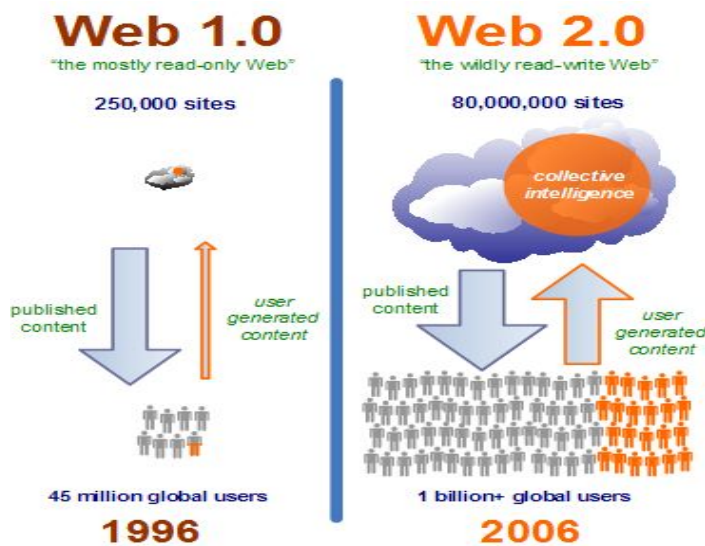 Web 1.0
"the mostly read-only Web"
250,000 sites
published
content
user
generated
content
45 million global users
1996
Web 2.0
"the wildly read-write Web"
80,000,000 sites
collective
intelligence
published
content
user
generated
content
1 billion+ global users
2006